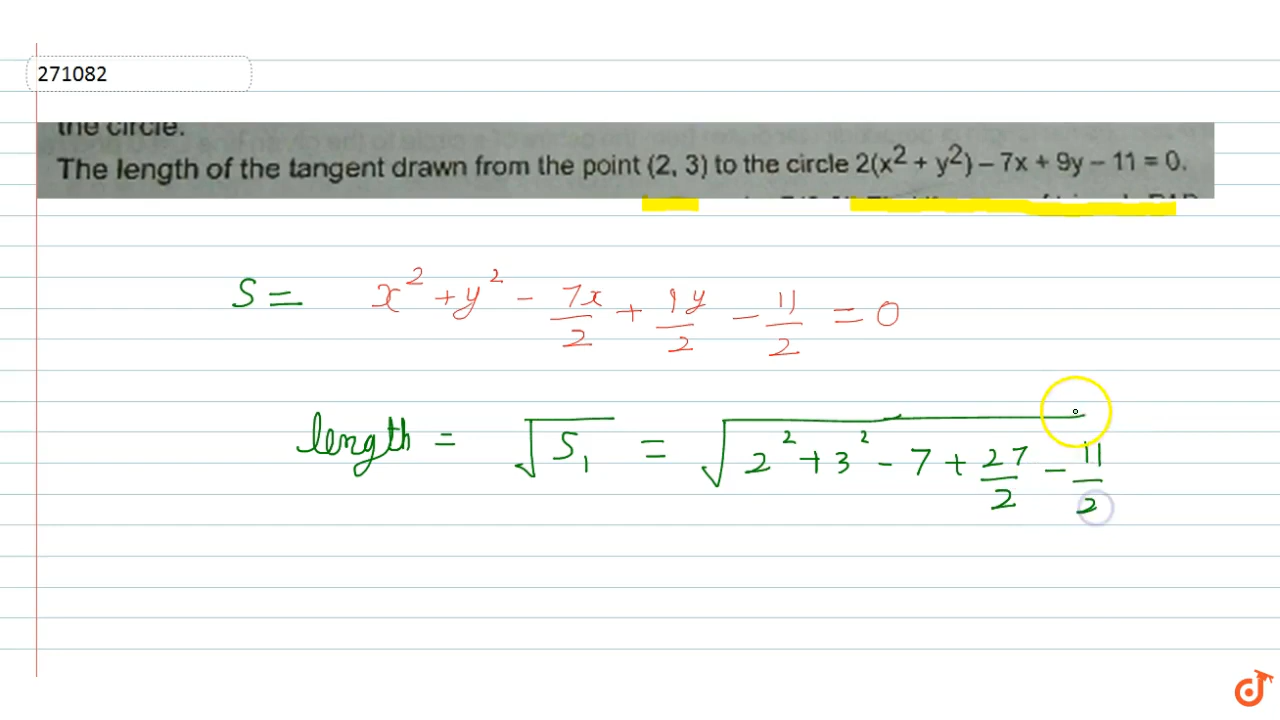 271082
the circle.
The length of the tangent drawn from the point (2, 3) to the circle 2(x² + y²) – 7x + 9y – 11 = 0.
S = x² + y² - 7x/2 + 9y/2 - 11/2 = 0
length = √S₁ = √2² + 3² - 7 + 27/2 - 11/2